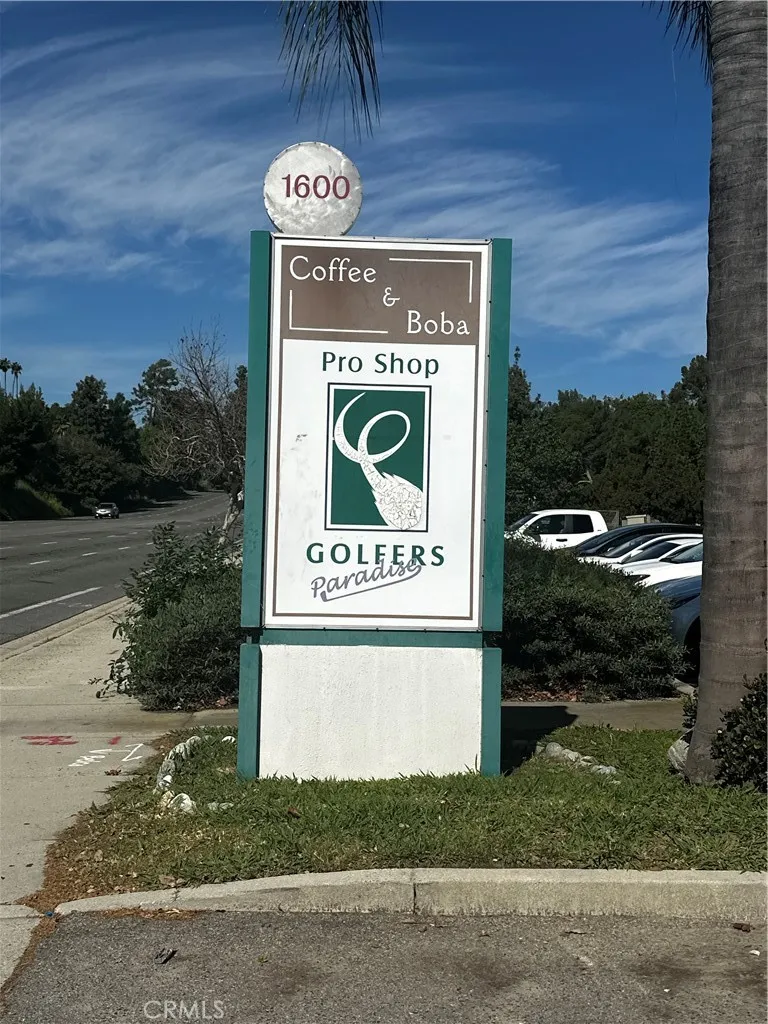 1600
Coffee
&
Boba
Pro Shop
GOLFERS
Paradise
CRMLS